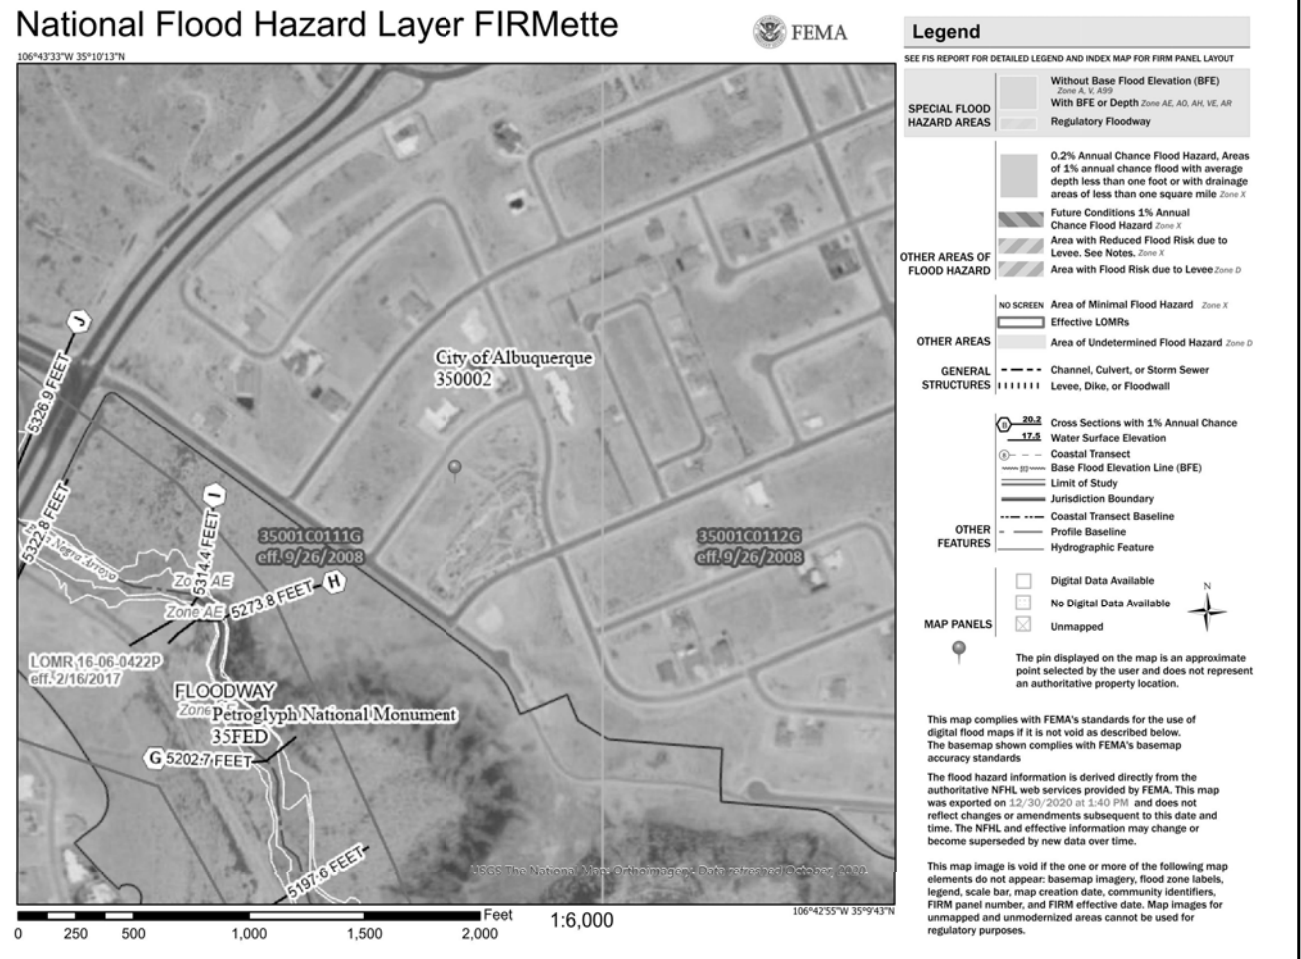 National Flood Hazard Layer FIRMette
FEMA
106°43'33"W 35°10'13"N
J
5326.9 FEET
5322.8 FEET
I
5314.4 FEET
H
5273.8 FEET
Negra Arroyo
Zone AE
City of Albuquerque
350002
35001C0111G
eff. 9/26/2008
35001C0112G
eff. 9/26/2008
LOMR 16-06-0422P
eff. 2/16/2017
FLOODWAY
Petroglyph National Monument
35FED
G 5202.7 FEET
5197.6 FEET
USGS The National Map: Orthoimagery. Data refreshed October, 2020.
0 250 500 1,000 1,500 2,000
Feet
1:6,000
106°42'55"W 35°9'43"N
Legend
SEE FIS REPORT FOR DETAILED LEGEND AND INDEX MAP FOR FIRM PANEL LAYOUT
SPECIAL FLOOD
HAZARD AREAS
Without Base Flood Elevation (BFE)
Zone A, V, A99
With BFE or Depth Zone AE, AO, AH, VE, AR
Regulatory Floodway
OTHER AREAS OF
FLOOD HAZARD
0.2% Annual Chance Flood Hazard, Areas
of 1% annual chance flood with average
depth less than one foot or with drainage
areas of less than one square mile Zone X
Future Conditions 1% Annual
Chance Flood Hazard Zone X
Area with Reduced Flood Risk due to
Levee. See Notes. Zone X
Area with Flood Risk due to Levee Zone D
OTHER AREAS
NO SCREEN Area of Minimal Flood Hazard Zone X
Effective LOMRs
Area of Undetermined Flood Hazard Zone D
GENERAL
STRUCTURES
Channel, Culvert, or Storm Sewer
Levee, Dike, or Floodwall
OTHER
FEATURES
B 20.2 Cross Sections with 1% Annual Chance
17.5 Water Surface Elevation
8 Coastal Transect
513 Base Flood Elevation Line (BFE)
Limit of Study
Jurisdiction Boundary
Coastal Transect Baseline
Profile Baseline
Hydrographic Feature
MAP PANELS
Digital Data Available
No Digital Data Available
Unmapped
N
The pin displayed on the map is an approximate
point selected by the user and does not represent
an authoritative property location.
This map complies with FEMA's standards for the use of
digital flood maps if it is not void as described below.
The basemap shown complies with FEMA's basemap
accuracy standards
The flood hazard information is derived directly from the
authoritative NFHL web services provided by FEMA. This map
was exported on 12/30/2020 at 1:40 PM and does not
reflect changes or amendments subsequent to this date and
time. The NFHL and effective information may change or
become superseded by new data over time.
This map image is void if the one or more of the following map
elements do not appear: basemap imagery, flood zone labels,
legend, scale bar, map creation date, community identifiers,
FIRM panel number, and FIRM effective date. Map images for
unmapped and unmodernized areas cannot be used for
regulatory purposes.